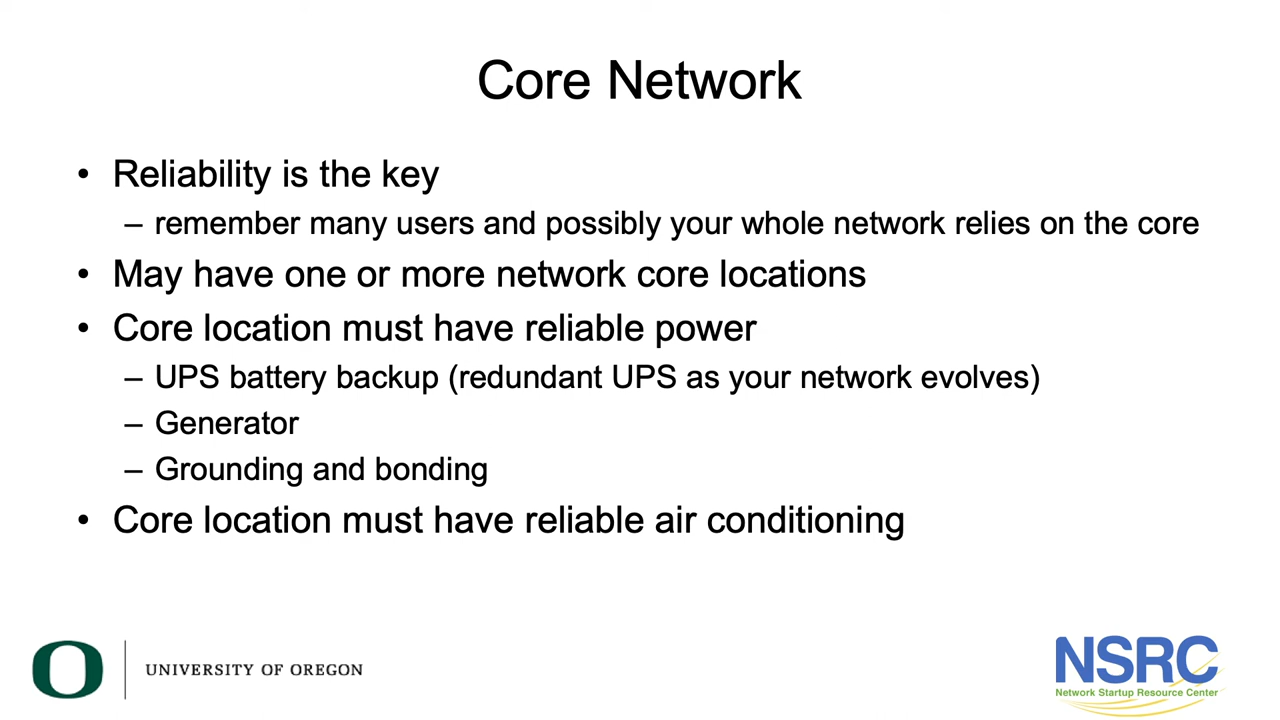 Core Network
• Reliability is the key
– remember many users and possibly your whole network relies on the core
• May have one or more network core locations
• Core location must have reliable power
– UPS battery backup (redundant UPS as your network evolves)
– Generator
– Grounding and bonding
• Core location must have reliable air conditioning
O
UNIVERSITY OF OREGON
NSRC
Network Startup Resource Center